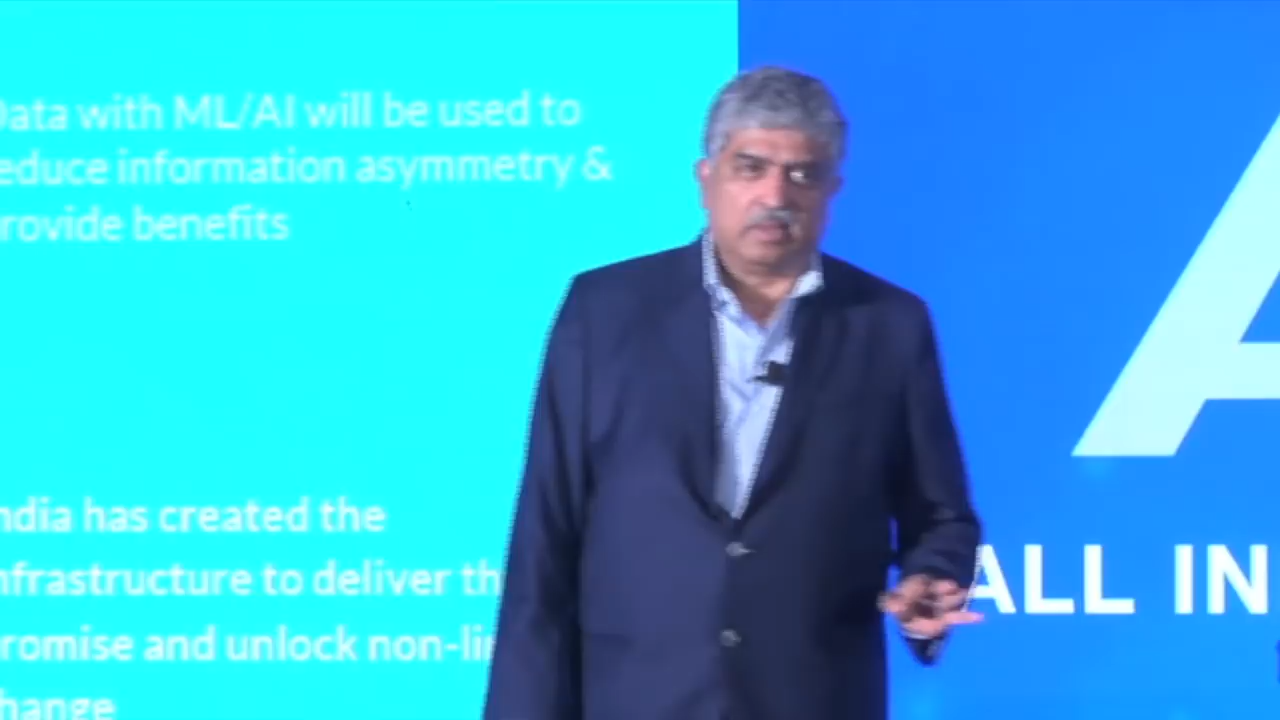 ata with ML/AI will be used to
educe information asymmetry &
rovide benefits
ndia has created the
nfrastructure to deliver th
romise and unlock non-li
hange
A
ALL IN